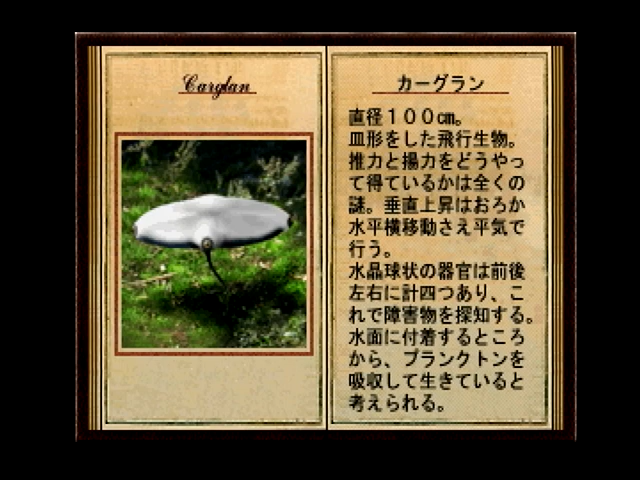 Carglan
カーグラン
直径１００㎝。
皿形をした飛行生物。
推力と揚力をどうやっ
て得ているかは全くの
謎。垂直上昇はおろか
水平横移動さえ平気で
行う。
水晶球状の器官は前後
左右に計四つあり、こ
れで障害物を探知する。
水面に付着するところ
から、プランクトンを
吸収して生きていると
考えられる。